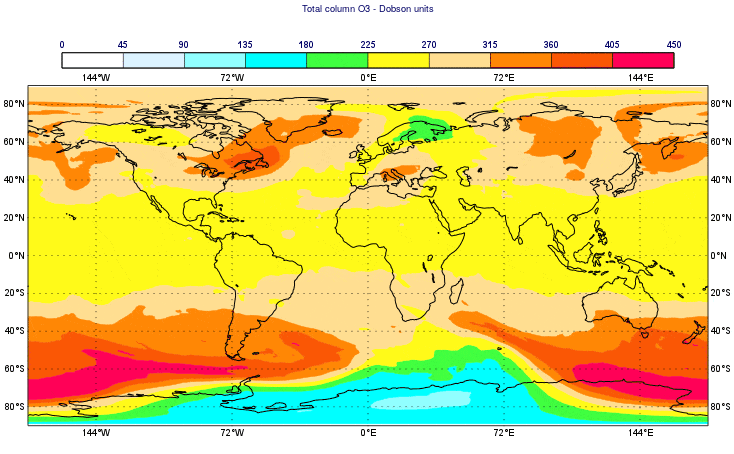 Total column O3 - Dobson units
0 45 90 135 180 225 270 315 360 405 450
144°W 72°W 0°E 72°E 144°E
80°N 80°N
60°N 60°N
40°N 40°N
20°N 20°N
0°N 0°N
20°S 20°S
40°S 40°S
60°S 60°S
80°S 80°S
144°W 72°W 0°E 72°E 144°E